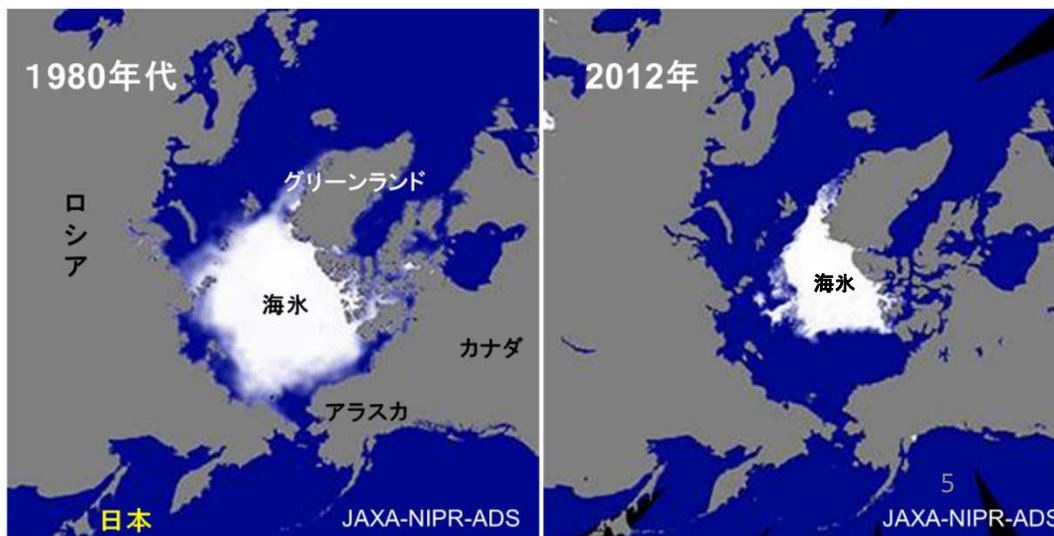 1980年代
グリーンランド
ロシア
海氷
カナダ
アラスカ
日本
JAXA-NIPR-ADS
2012年
海氷
5
JAXA-NIPR-ADS